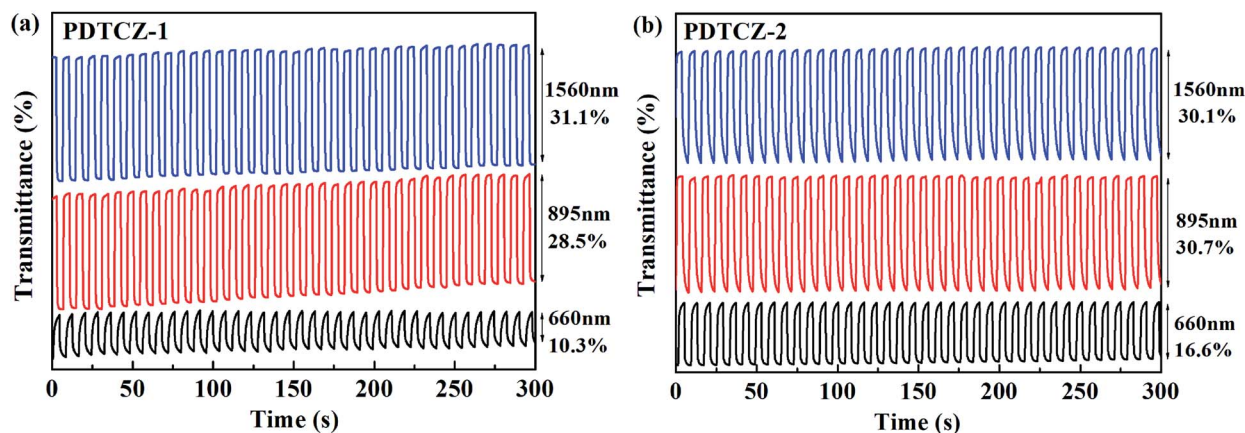 (a)
PDTCZ-1
Transmittance (%)
1560nm
31.1%
895nm
28.5%
660nm
10.3%
0 50 100 150 200 250 300
Time (s)
(b)
PDTCZ-2
Transmittance (%)
1560nm
30.1%
895nm
30.7%
660nm
16.6%
0 50 100 150 200 250 300
Time (s)